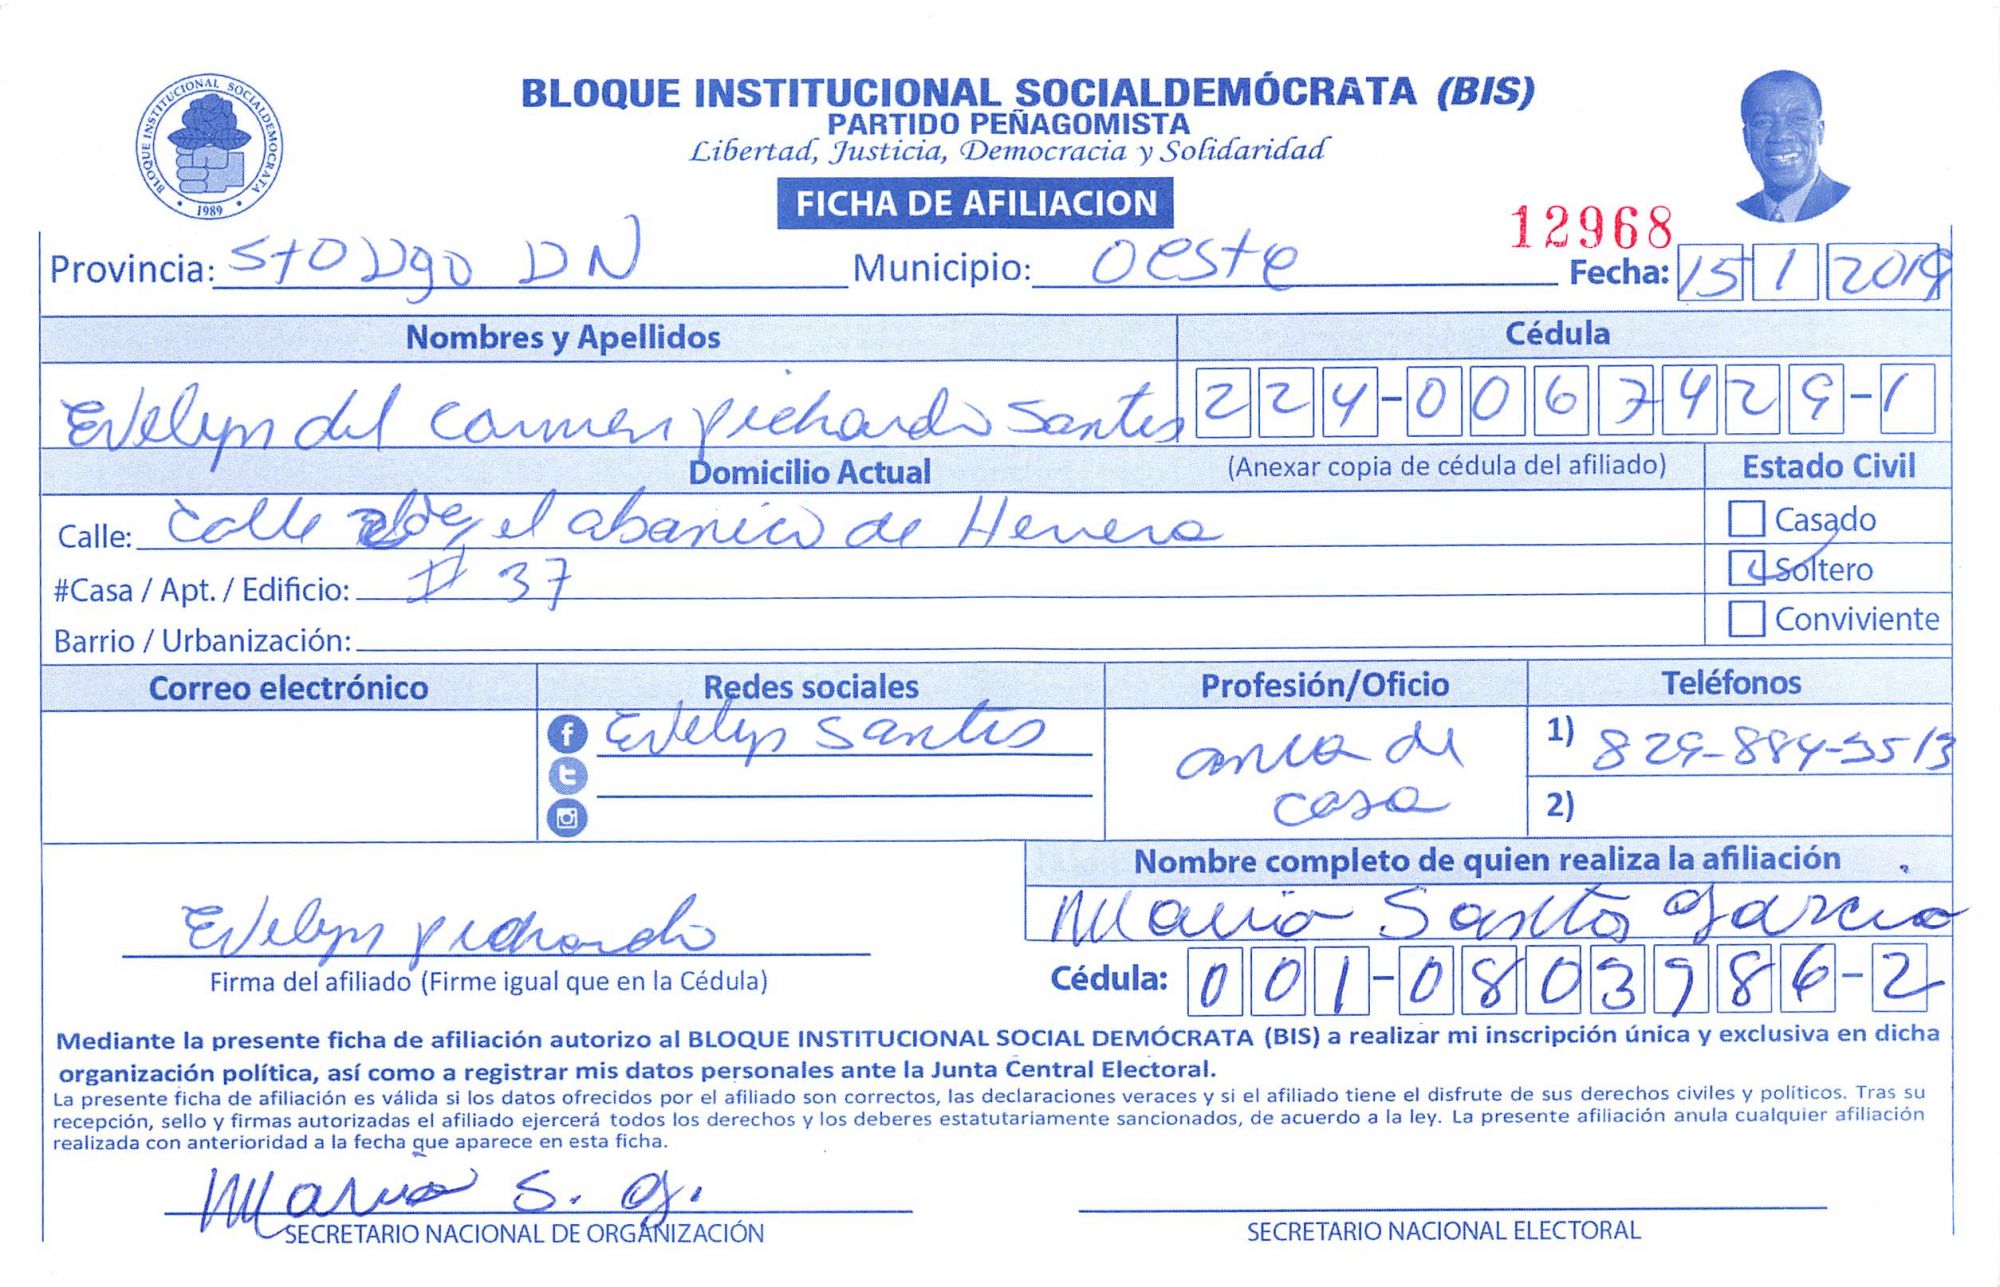 BLOQUE INSTITUCIONAL SOCIALDEMÓCRATA (BIS)
PARTIDO PEÑAGOMISTA
Libertad, Justicia, Democracia y Solidaridad
BLOQUE INSTITUCIONAL SOCIALDEMOCRATA
1989
FICHA DE AFILIACION
12968
Provincia: Sto Dgo DN Municipio: Oeste Fecha: 15 1 2019
Nombres y Apellidos Cédula
Evelyn del Carmen Pichardo Santos 224-0067429-1
Domicilio Actual (Anexar copia de cédula del afiliado) Estado Civil
Calle: Calle el abanico de Herrera
Casado
#Casa / Apt. / Edificio: # 37
Soltero
Barrio / Urbanización:
Conviviente
Correo electrónico Redes sociales Profesión/Oficio Teléfonos
Evelyn Santos ama de casa 1) 829-884-5513
2)
Nombre completo de quien realiza la afiliación
Maria Santos Garcia
Evelyn Pichardo
Firma del afiliado (Firme igual que en la Cédula)
Cédula: 001-0803986-2
Mediante la presente ficha de afiliación autorizo al BLOQUE INSTITUCIONAL SOCIAL DEMÓCRATA (BIS) a realizar mi inscripción única y exclusiva en dicha
organización política, así como a registrar mis datos personales ante la Junta Central Electoral.
La presente ficha de afiliación es válida si los datos ofrecidos por el afiliado son correctos, las declaraciones veraces y si el afiliado tiene el disfrute de sus derechos civiles y políticos. Tras su
recepción, sello y firmas autorizadas el afiliado ejercerá todos los derechos y los deberes estatutariamente sancionados, de acuerdo a la ley. La presente afiliación anula cualquier afiliación
realizada con anterioridad a la fecha que aparece en esta ficha.
Maria S. G.
SECRETARIO NACIONAL DE ORGANIZACIÓN SECRETARIO NACIONAL ELECTORAL